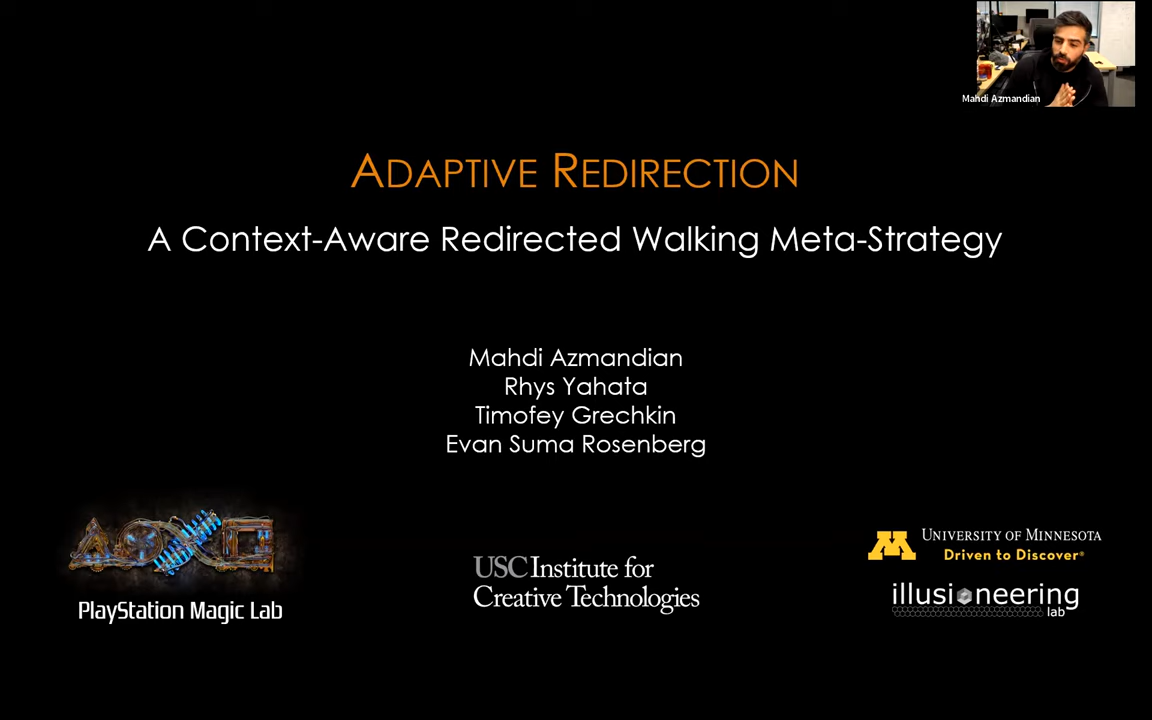 Mahdi Azmandian
ADAPTIVE REDIRECTION
A Context-Aware Redirected Walking Meta-Strategy
Mahdi Azmandian
Rhys Yahata
Timofey Grechkin
Evan Suma Rosenberg
PlayStation Magic Lab
USC Institute for
Creative Technologies
UNIVERSITY OF MINNESOTA
Driven to Discover®
illusioneering
lab